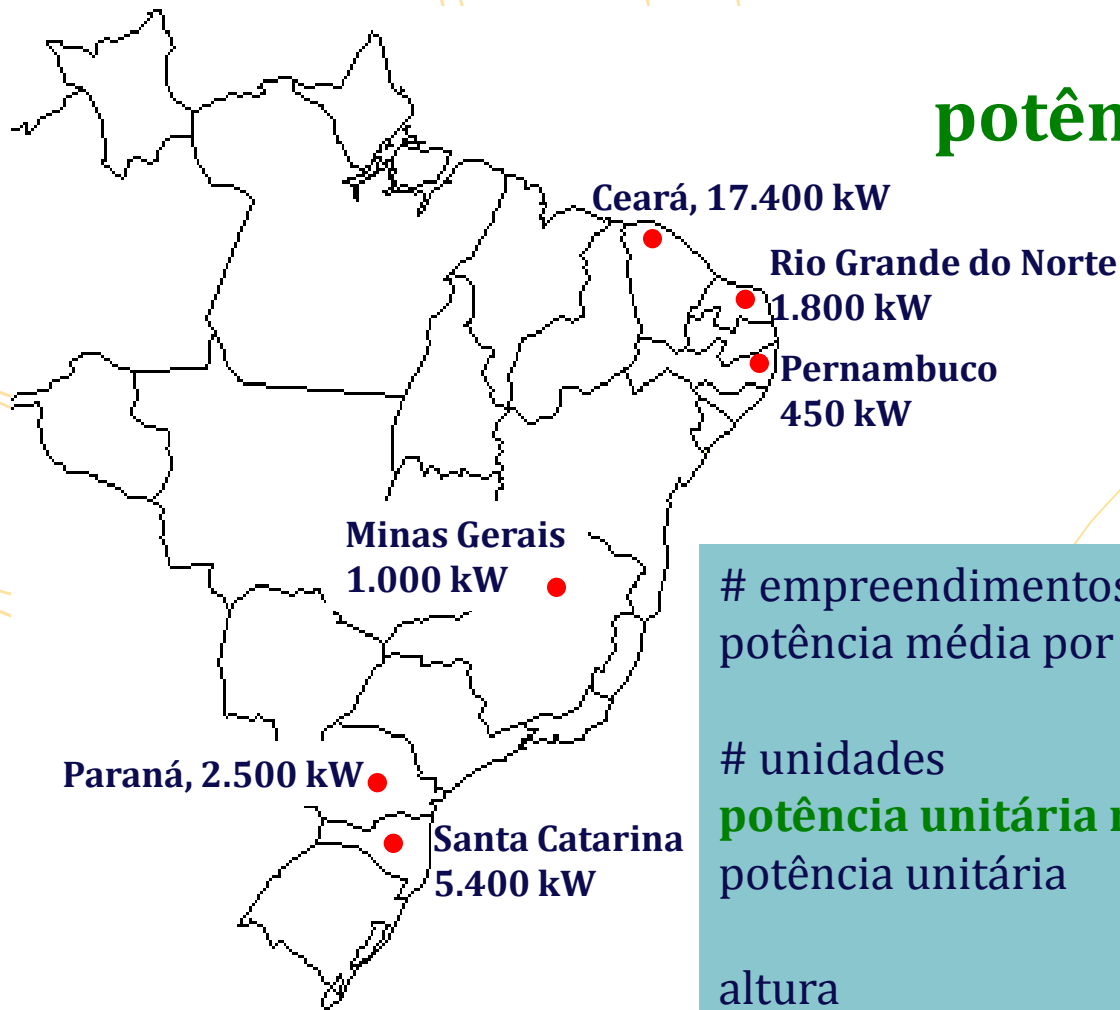 potên
Ceará, 17.400 kW
Rio Grande do Norte
1.800 kW
Pernambuco
450 kW
Minas Gerais
1.000 kW
Paraná, 2.500 kW
Santa Catarina
5.400 kW
# empreendimentos
potência média por
# unidades
potência unitária
potência unitária
altura